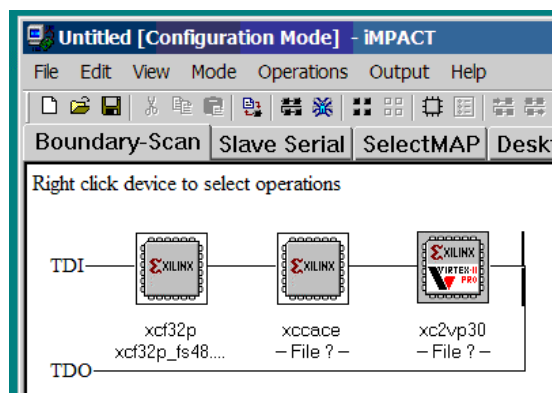 Untitled [Configuration Mode] - iMPACT
File Edit View Mode Operations Output Help
Boundary-Scan Slave Serial SelectMAP Deskt
Right click device to select operations
TDI XILINX XILINX XILINX
VIRTEX-II
PRO
xcf32p xccace xc2vp30
xcf32p_fs48.... -- File ? -- -- File ? --
TDO